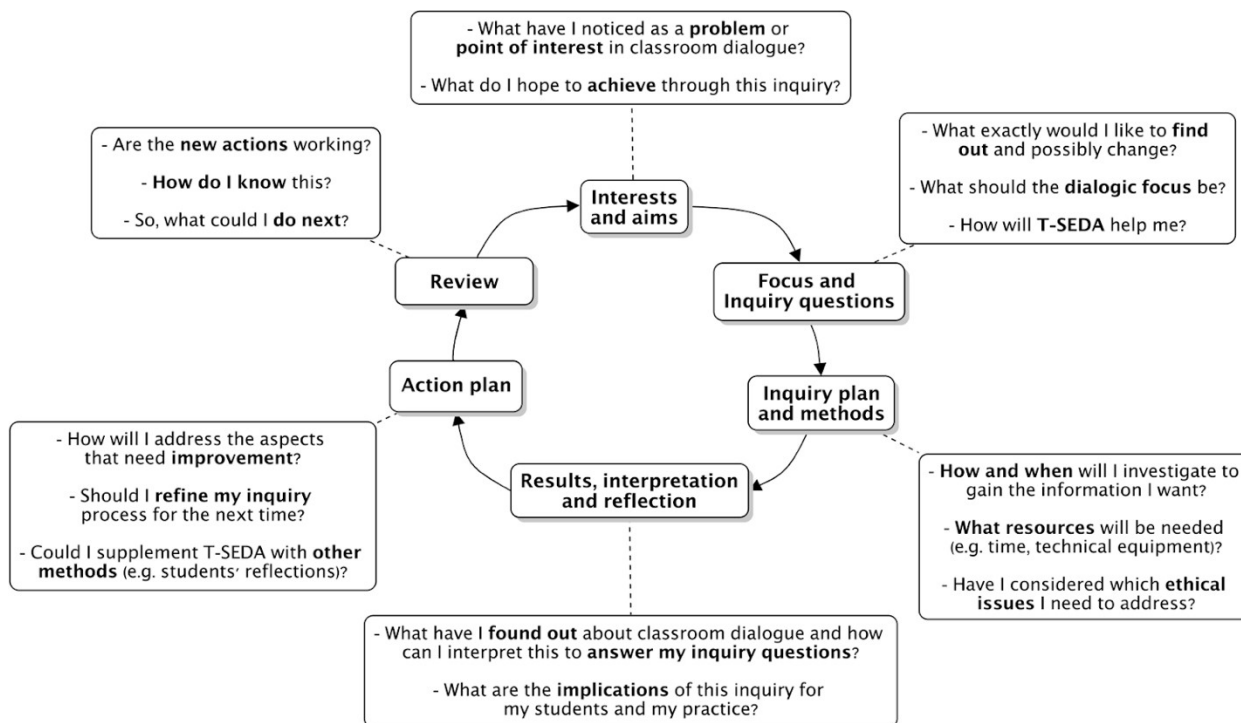 - What have I noticed as a problem or
point of interest in classroom dialogue?
- What do I hope to achieve through this inquiry?
Interests
and aims
- What exactly would I like to find
out and possibly change?
- What should the dialogic focus be?
- How will T-SEDA help me?
Focus and
Inquiry questions
Inquiry plan
and methods
- How and when will I investigate to
gain the information I want?
- What resources will be needed
(e.g. time, technical equipment)?
- Have I considered which ethical
issues I need to address?
Results, interpretation
and reflection
- What have I found out about classroom dialogue and how
can I interpret this to answer my inquiry questions?
- What are the implications of this inquiry for
my students and my practice?
Action plan
- How will I address the aspects
that need improvement?
- Should I refine my inquiry
process for the next time?
- Could I supplement T-SEDA with other
methods (e.g. students' reflections)?
Review
- Are the new actions working?
- How do I know this?
- So, what could I do next?